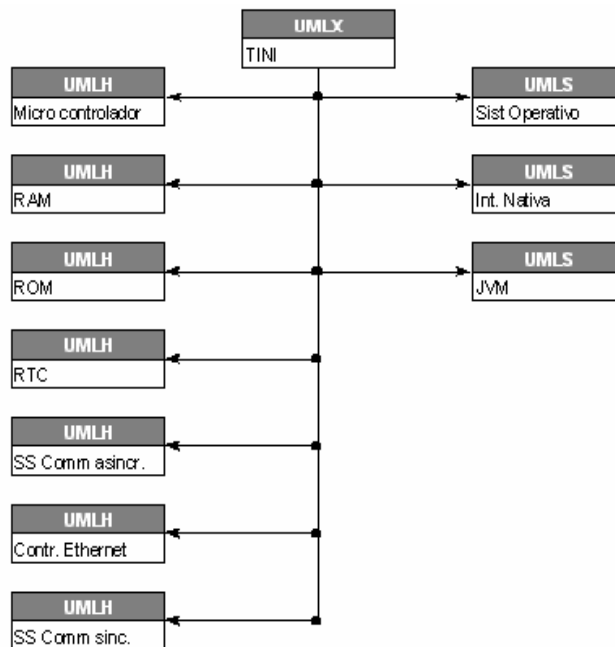 UMLX
TINI
UMLH
Micro controlador
UMLS
Sist Operativo
UMLH
RAM
UMLS
Int. Nativa
UMLH
ROM
UMLS
JVM
UMLH
RTC
UMLH
SS Comm asincr.
UMLH
Contr. Ethernet
UMLH
SS Comm sinc.